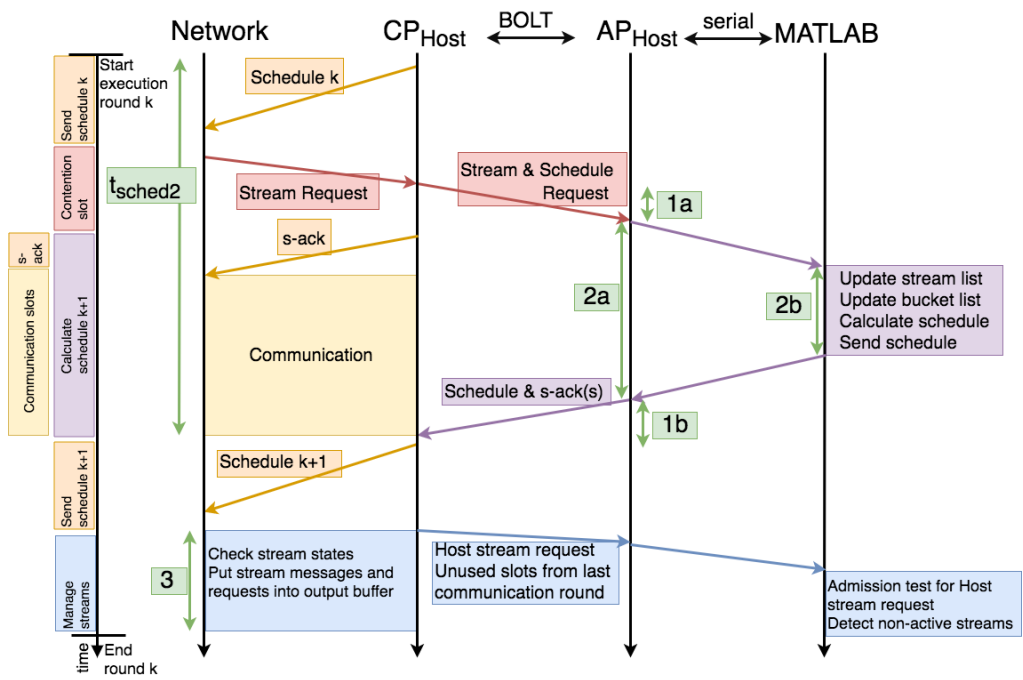 Network
CP Host
BOLT
AP Host
serial
MATLAB
Start
execution
round k
Send
schedule k
Schedule k
Contention
slot
tsched2
Stream Request
Stream & Schedule
Request
1a
s-ack
s-
ack
Communication slots
Calculate
schedule k+1
Communication
2a
2b
Update stream list
Update bucket list
Calculate schedule
Send schedule
Schedule & s-ack(s)
1b
Send
schedule k+1
Schedule k+1
Manage
streams
3
Check stream states
Put stream messages and
requests into output buffer
Host stream request
Unused slots from last
communication round
Admission test for Host
stream request
Detect non-active streams
time
End
round k